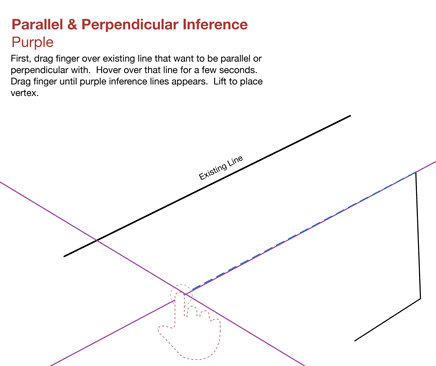 Parallel & Perpendicular Inference
Purple
First, drag finger over existing line that want to be parallel or
perpendicular with.  Hover over that line for a few seconds.
Drag finger until purple inference lines appears.  Lift to place
vertex.
Existing Line